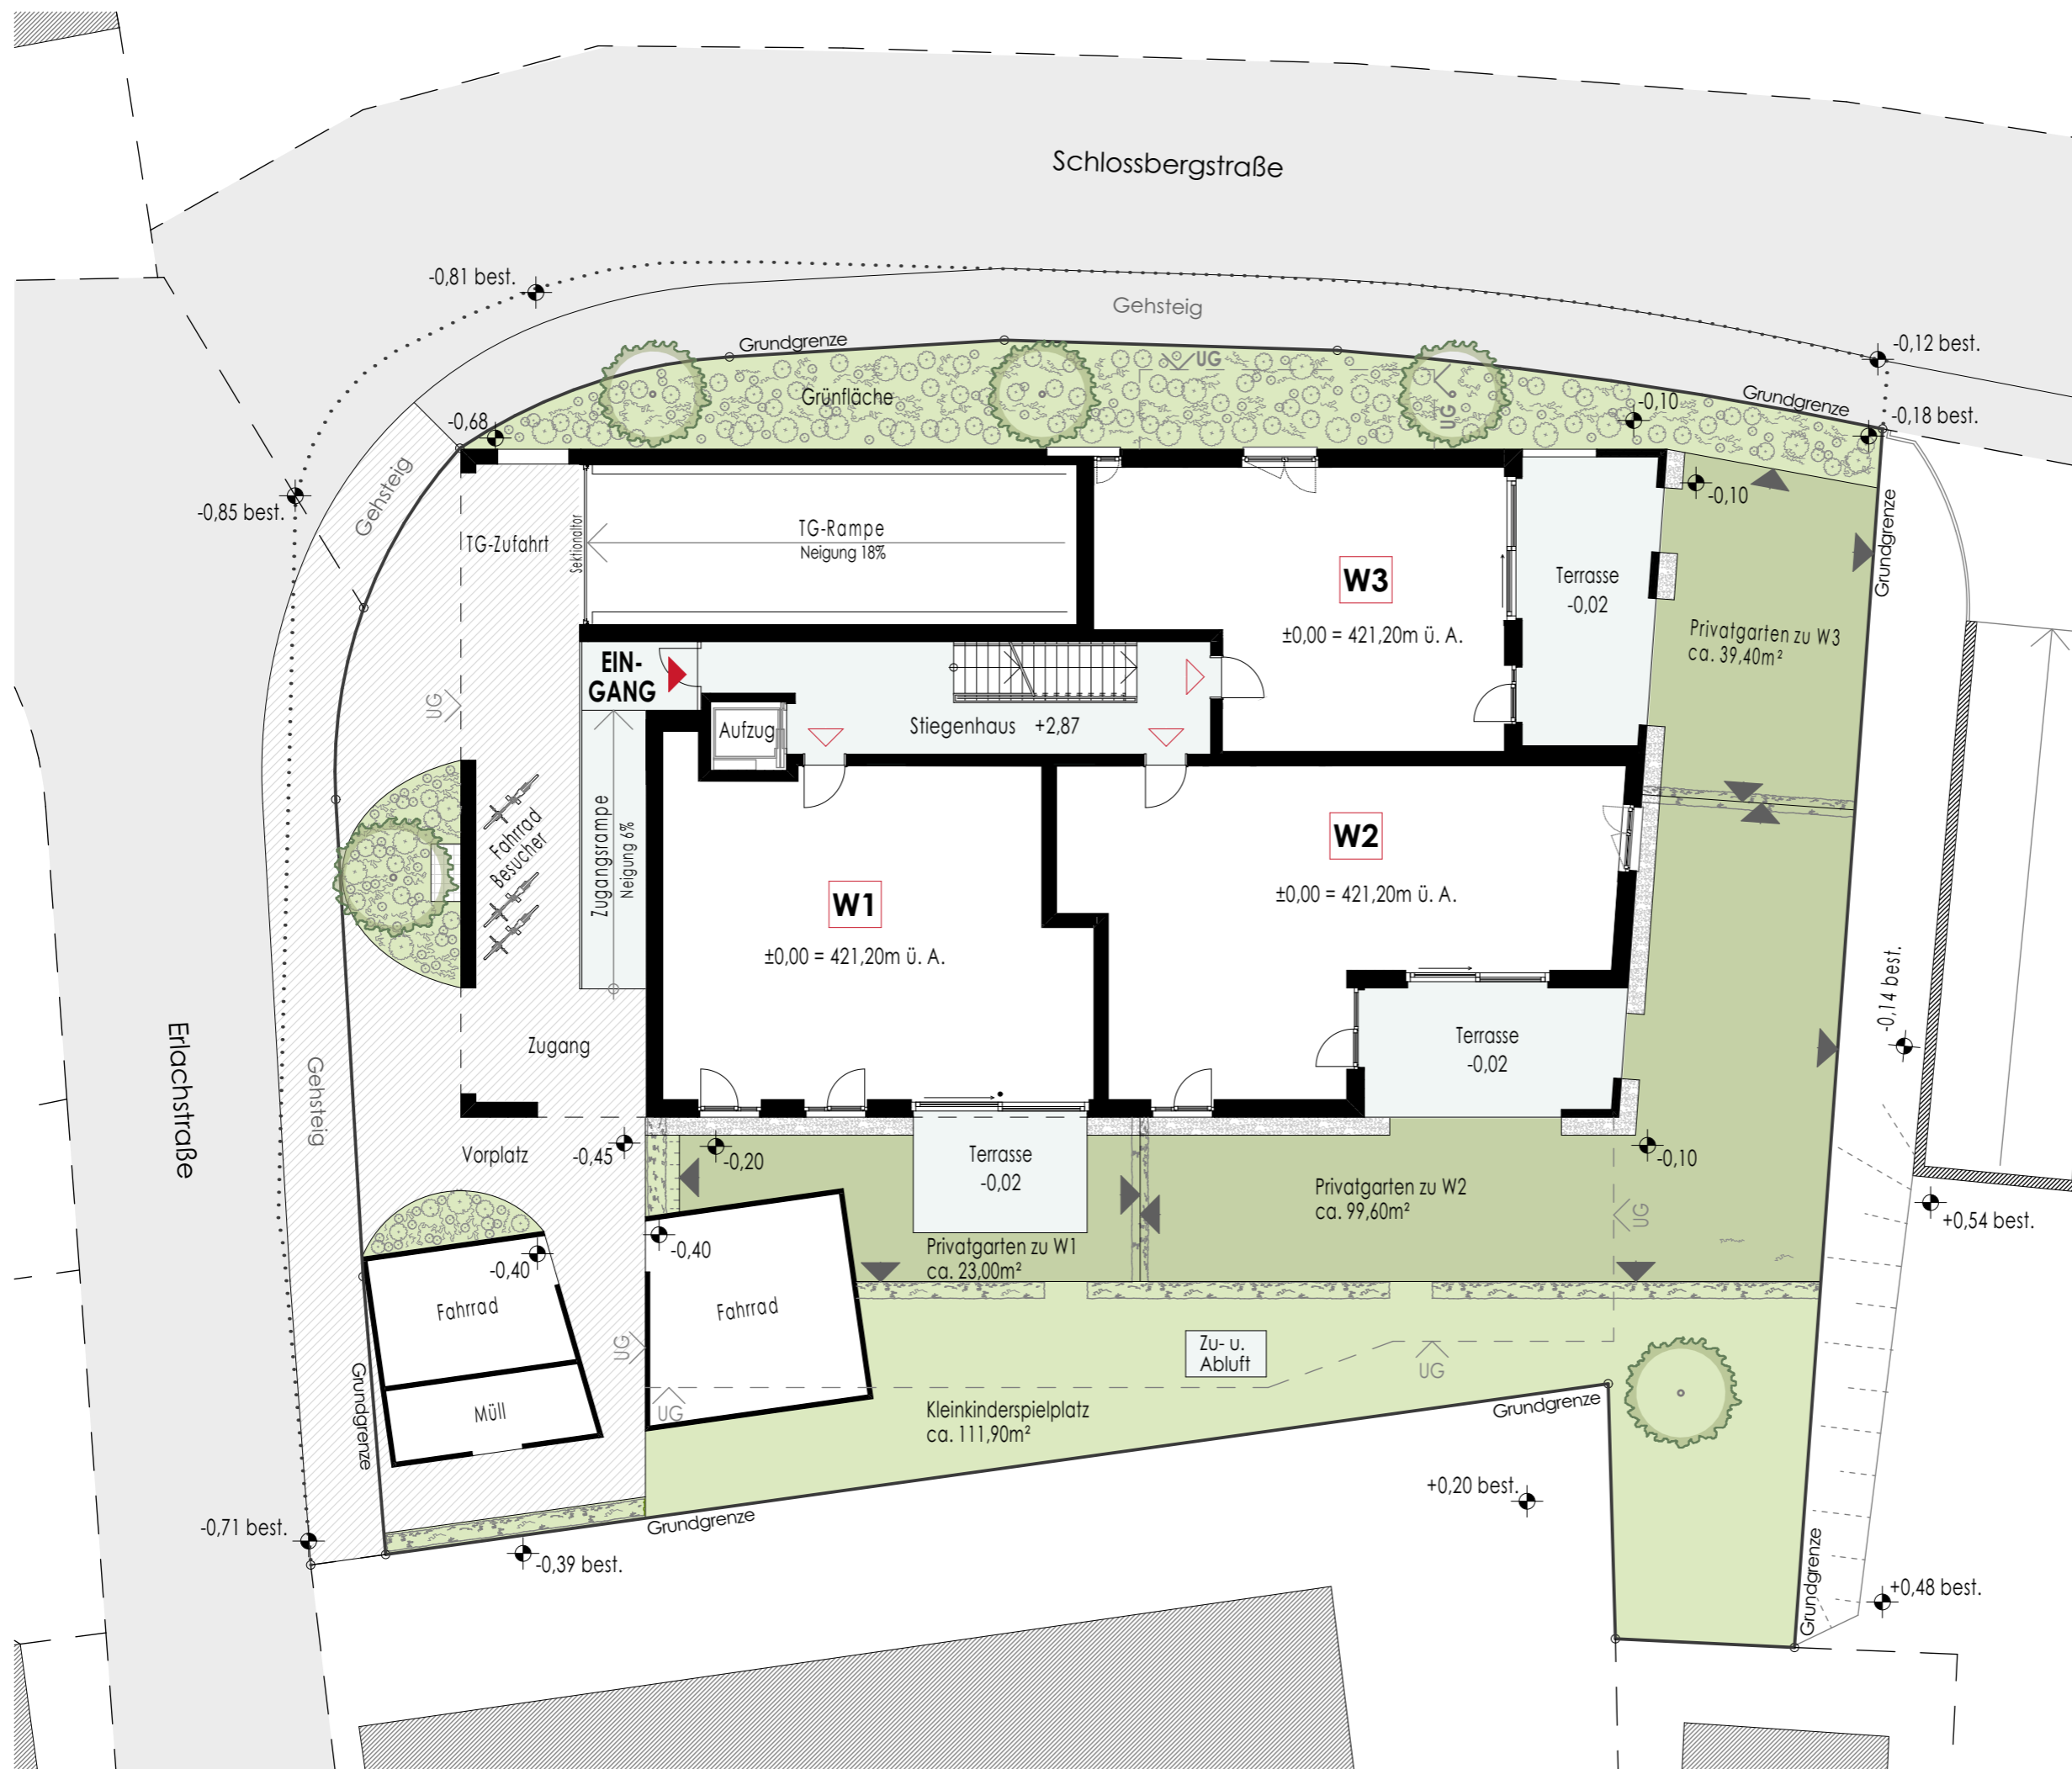 Schlossbergstraße
-0,81 best.
Gehsteig
-0,12 best.
Grundgrenze
UG
Grundgrenze
Grünfläche
-0,10
UG
-0,18 best.
-0,68
Gehsteig
-0,85 best.
TG-Zufahrt
Sektionaltor
TG-Rampe
Neigung 18%
W3
±0,00 = 421,20m ü. A.
Terrasse
-0,02
-0,10
Grundgrenze
Privatgarten zu W3
ca. 39,40m²
EIN-
GANG
UG
Aufzug
Stiegenhaus +2,87
Fahrrad
Besucher
Zugangsrampe
Neigung 6%
W1
±0,00 = 421,20m ü. A.
W2
±0,00 = 421,20m ü. A.
Erlachstraße
Gehsteig
Zugang
Terrasse
-0,02
-0,14 best.
Vorplatz
-0,45
-0,20
Terrasse
-0,02
-0,10
Privatgarten zu W2
ca. 99,60m²
UG
+0,54 best.
-0,40
-0,40
Privatgarten zu W1
ca. 23,00m²
Fahrrad
Fahrrad
UG
Zu- u.
Abluft
UG
Grundgrenze
Müll
UG
Kleinkinderspielplatz
ca. 111,90m²
Grundgrenze
+0,20 best.
Grundgrenze
-0,71 best.
-0,39 best.
Grundgrenze
+0,48 best.